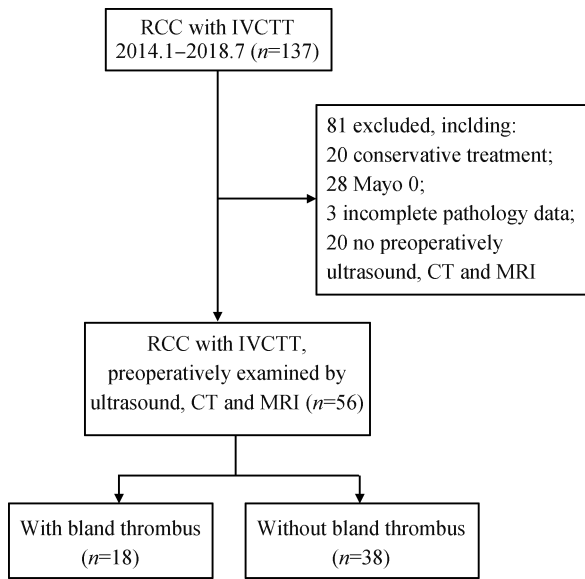 RCC with IVCTT
2014.1–2018.7 (n=137)
81 excluded, inclding:
20 conservative treatment;
28 Mayo 0;
3 incomplete pathology data;
20 no preoperatively
ultrasound, CT and MRI
RCC with IVCTT,
preoperatively examined by
ultrasound, CT and MRI (n=56)
With bland thrombus
(n=18)
Without bland thrombus
(n=38)